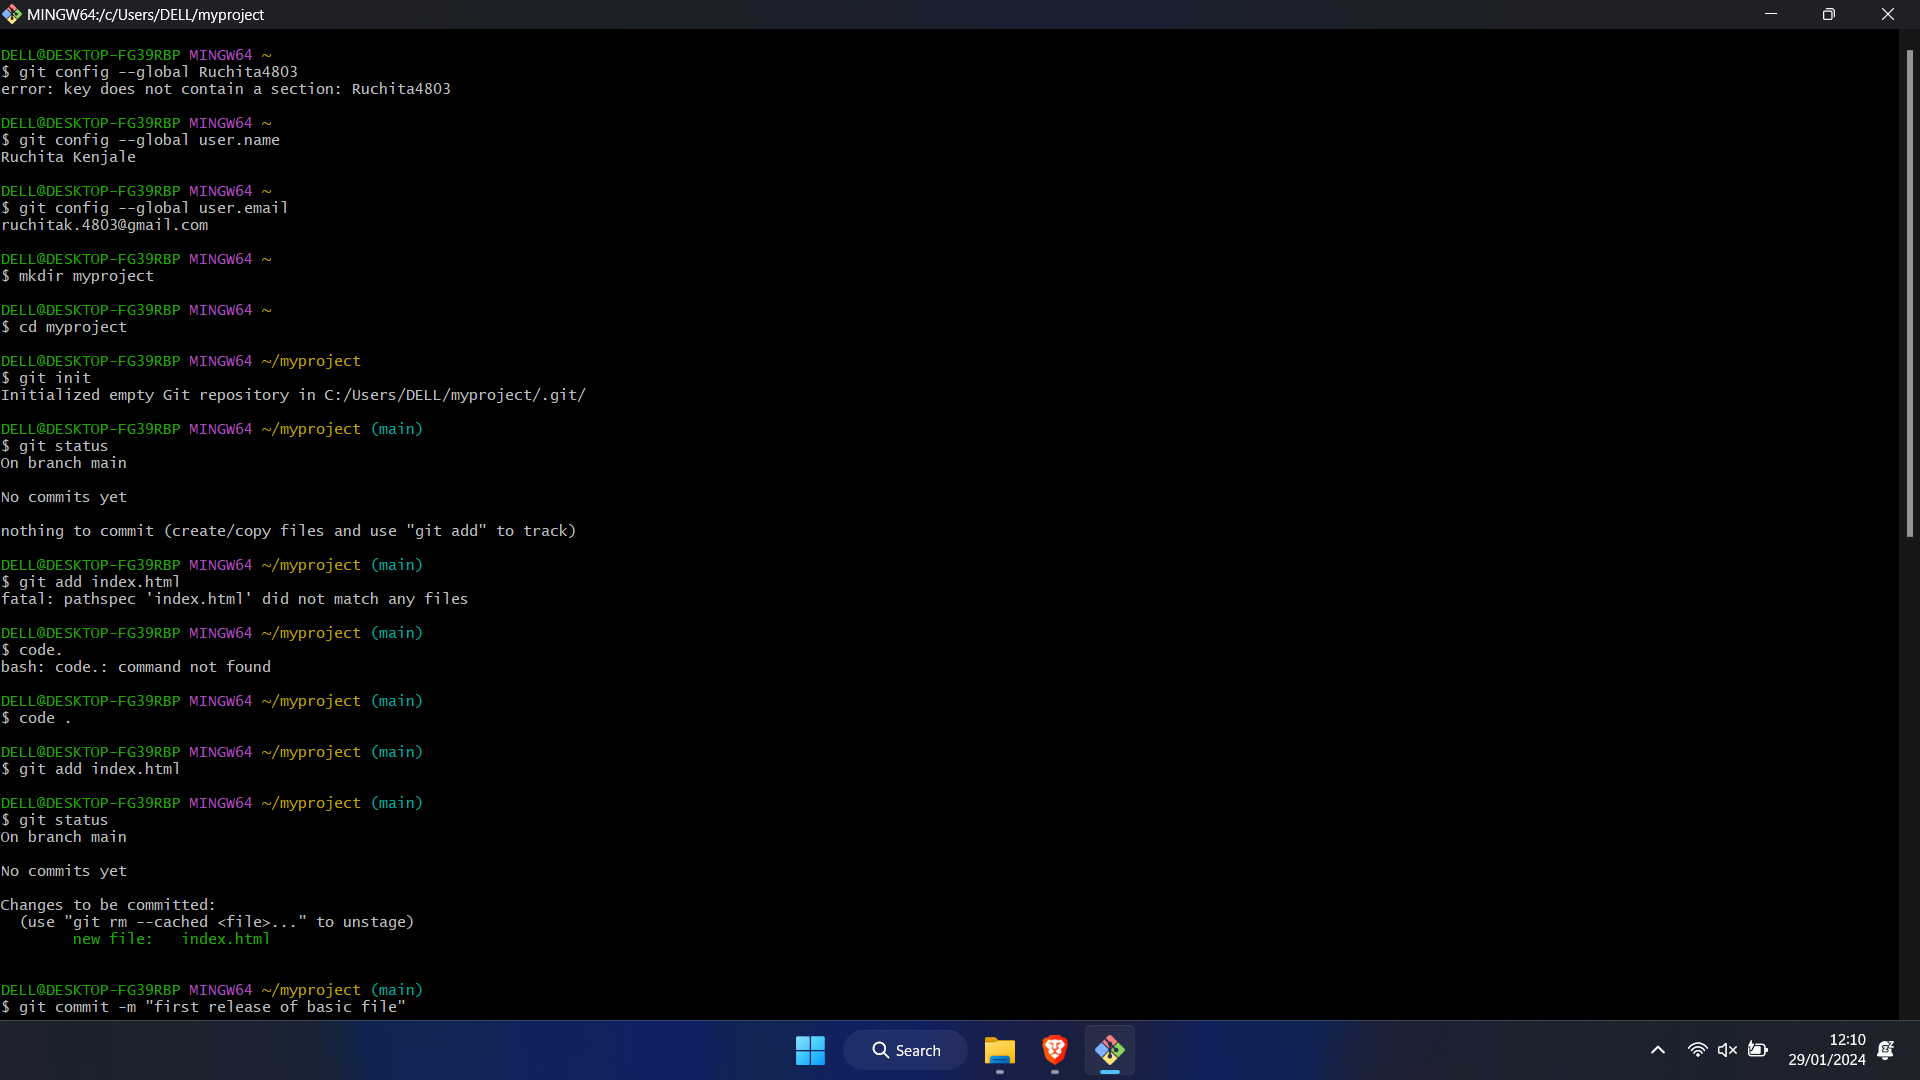 MINGW64:/c/Users/DELL/myproject
DELL@DESKTOP-FG39RBP MINGW64 ~
$ git config --global Ruchita4803
error: key does not contain a section: Ruchita4803
DELL@DESKTOP-FG39RBP MINGW64 ~
$ git config --global user.name
Ruchita Kenjale
DELL@DESKTOP-FG39RBP MINGW64 ~
$ git config --global user.email
ruchitak.4803@gmail.com
DELL@DESKTOP-FG39RBP MINGW64 ~
$ mkdir myproject
DELL@DESKTOP-FG39RBP MINGW64 ~
$ cd myproject
DELL@DESKTOP-FG39RBP MINGW64 ~/myproject
$ git init
Initialized empty Git repository in C:/Users/DELL/myproject/.git/
DELL@DESKTOP-FG39RBP MINGW64 ~/myproject (main)
$ git status
On branch main
No commits yet
nothing to commit (create/copy files and use "git add" to track)
DELL@DESKTOP-FG39RBP MINGW64 ~/myproject (main)
$ git add index.html
fatal: pathspec 'index.html' did not match any files
DELL@DESKTOP-FG39RBP MINGW64 ~/myproject (main)
$ code.
bash: code.: command not found
DELL@DESKTOP-FG39RBP MINGW64 ~/myproject (main)
$ code .
DELL@DESKTOP-FG39RBP MINGW64 ~/myproject (main)
$ git add index.html
DELL@DESKTOP-FG39RBP MINGW64 ~/myproject (main)
$ git status
On branch main
No commits yet
Changes to be committed:
  (use "git rm --cached <file>..." to unstage)
        new file:   index.html
DELL@DESKTOP-FG39RBP MINGW64 ~/myproject (main)
$ git commit -m "first release of basic file"
Search
12:10
29/01/2024